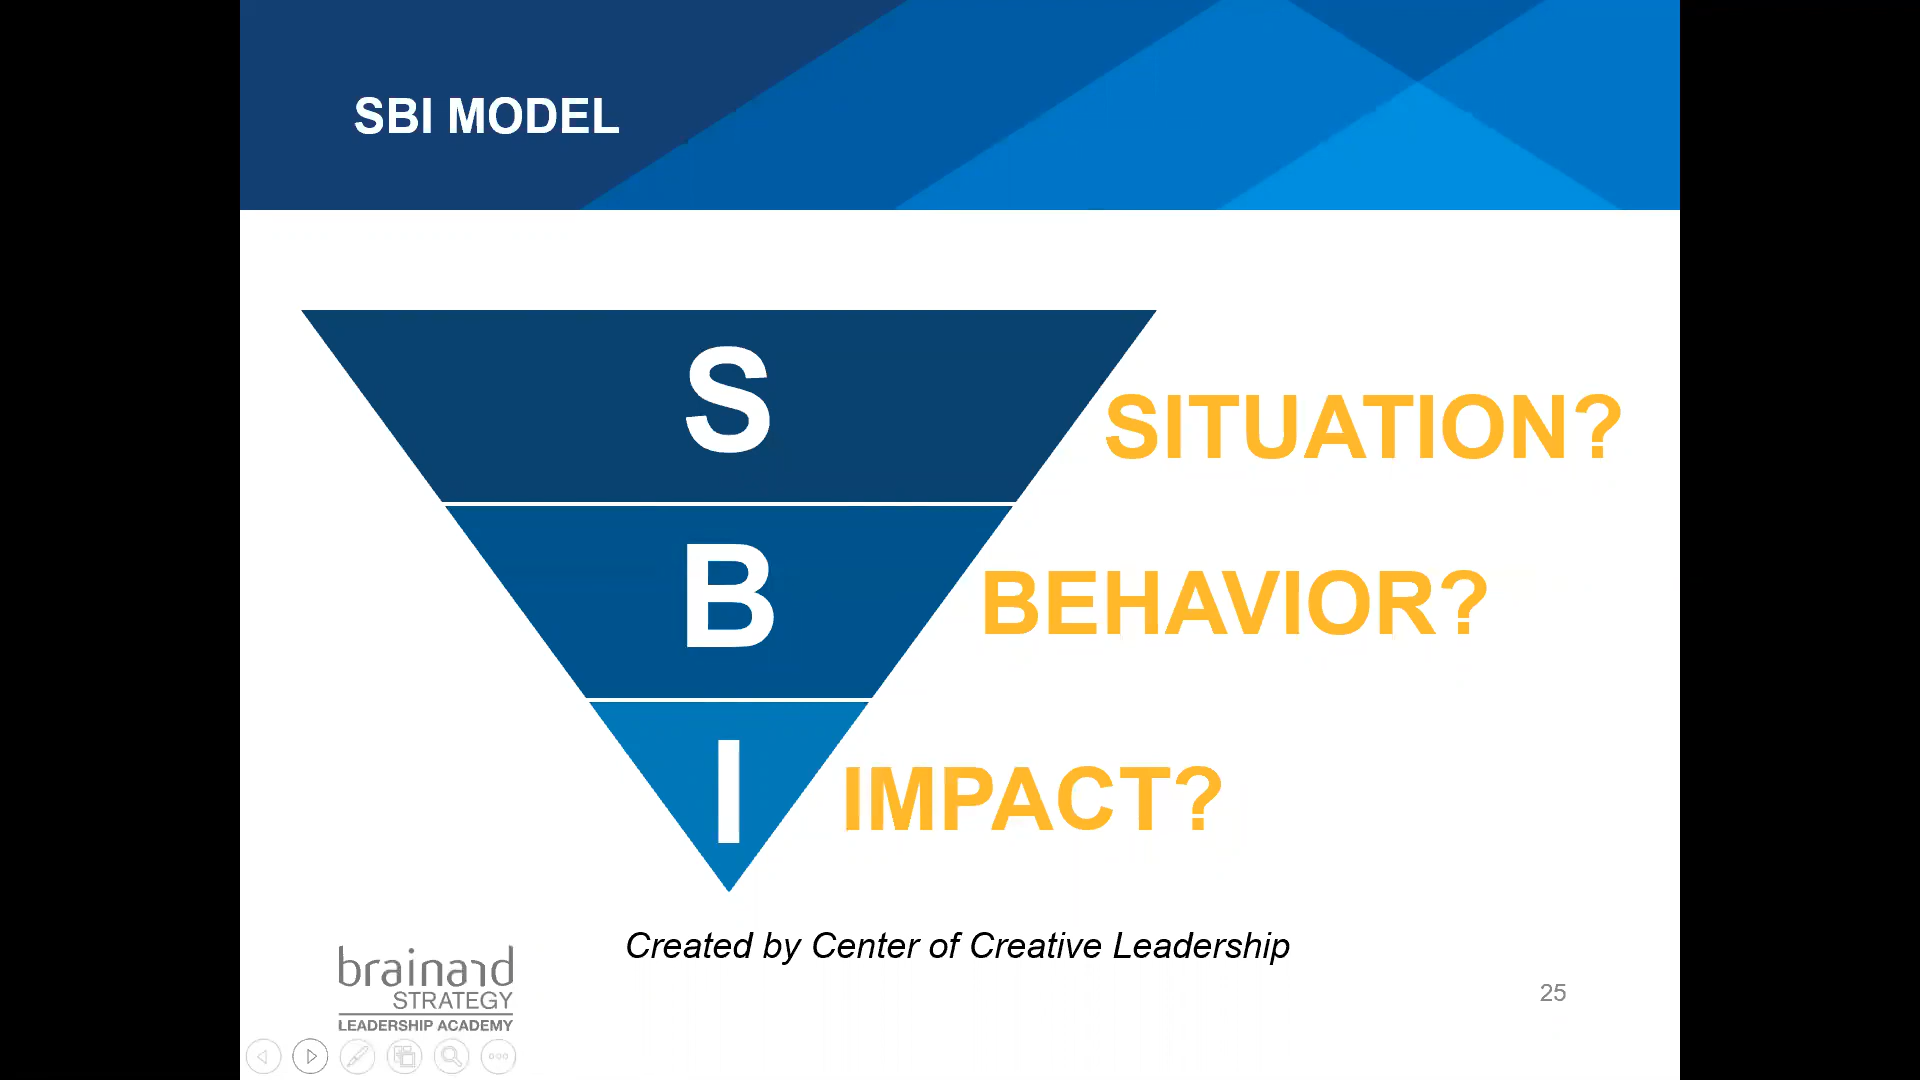 SBI MODEL
S
SITUATION?
B
BEHAVIOR?
I
IMPACT?
Created by Center of Creative Leadership
brainard
STRATEGY
LEADERSHIP ACADEMY
25